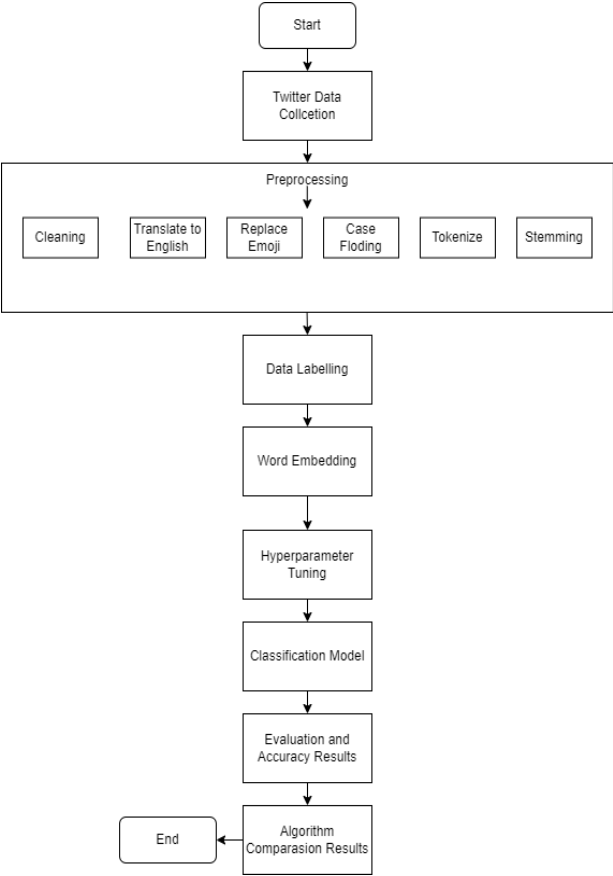 Start
Twitter Data
Collcetion
Preprocessing
Cleaning
Translate to
English
Replace
Emoji
Case
Floding
Tokenize
Stemming
Data Labelling
Word Embedding
Hyperparameter
Tuning
Classification Model
Evaluation and
Accuracy Results
Algorithm
Comparasion Results
End